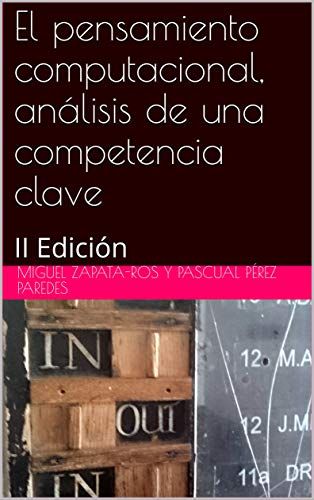 El pensamiento
computacional,
análisis de una
competencia
clave
II Edición
MIGUEL ZAPATA-ROS Y PASCUAL PÉREZ
PAREDES
IN
OUT
IN
12 M.A
12 J.M
11a DR